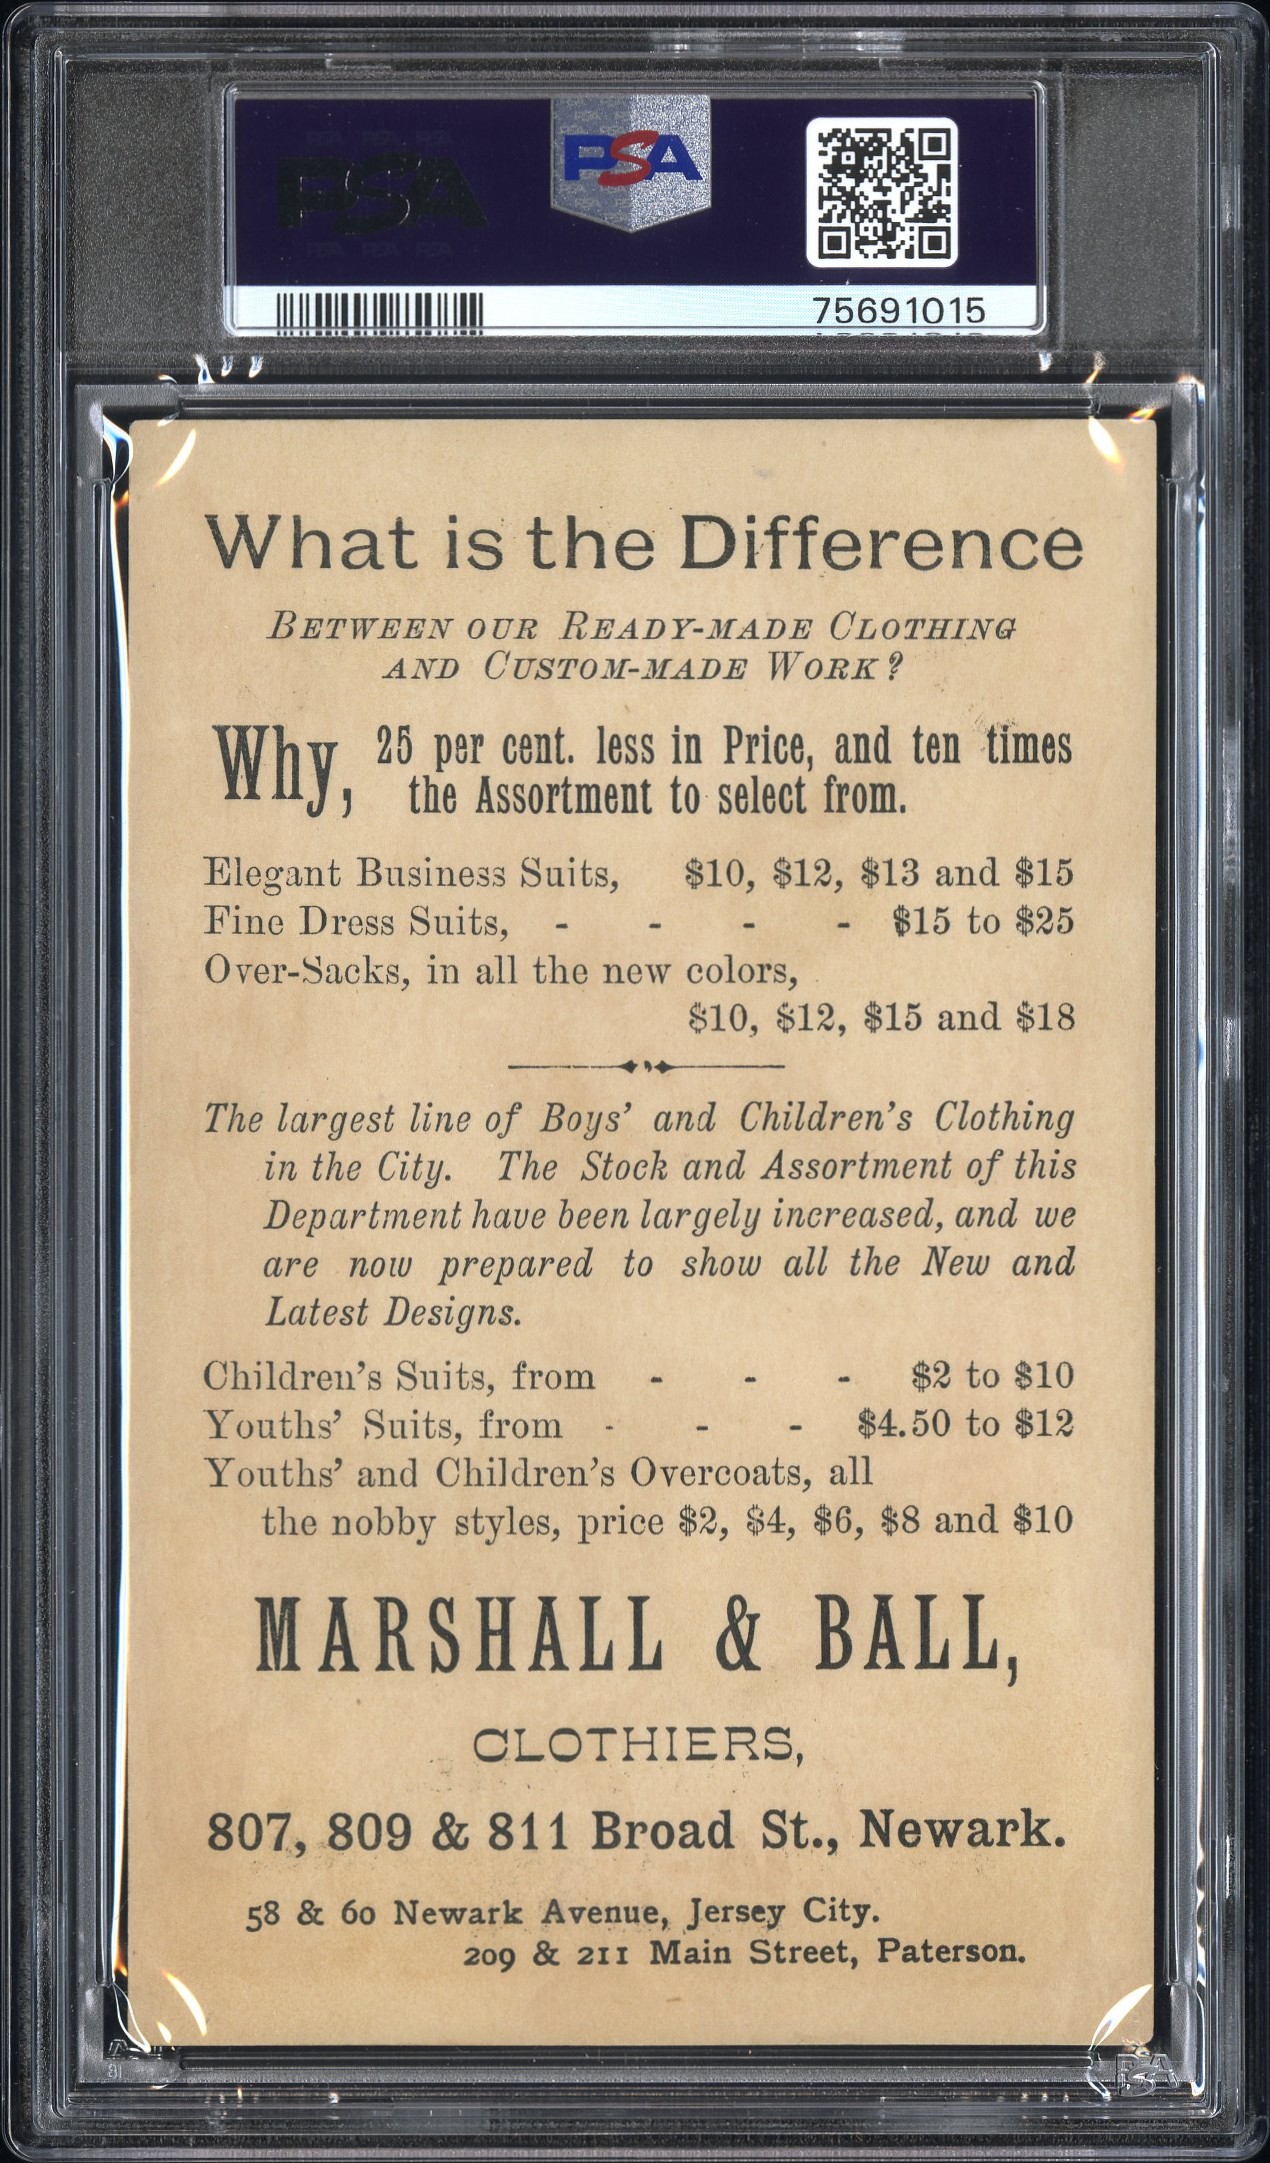 PSA
PSA
75691015
What is the Difference
BETWEEN OUR READY-MADE CLOTHING
AND CUSTOM-MADE WORK?
Why, 25 per cent. less in Price, and ten times
the Assortment to select from.
Elegant Business Suits, $10, $12, $13 and $15
Fine Dress Suits, - - - - $15 to $25
Over-Sacks, in all the new colors,
$10, $12, $15 and $18
The largest line of Boys' and Children's Clothing
in the City. The Stock and Assortment of this
Department have been largely increased, and we
are now prepared to show all the New and
Latest Designs.
Children's Suits, from - - - $2 to $10
Youths' Suits, from - - - $4.50 to $12
Youths' and Children's Overcoats, all
the nobby styles, price $2, $4, $6, $8 and $10
MARSHALL & BALL,
CLOTHIERS,
807, 809 & 811 Broad St., Newark.
58 & 60 Newark Avenue, Jersey City.
209 & 211 Main Street, Paterson.
PSA